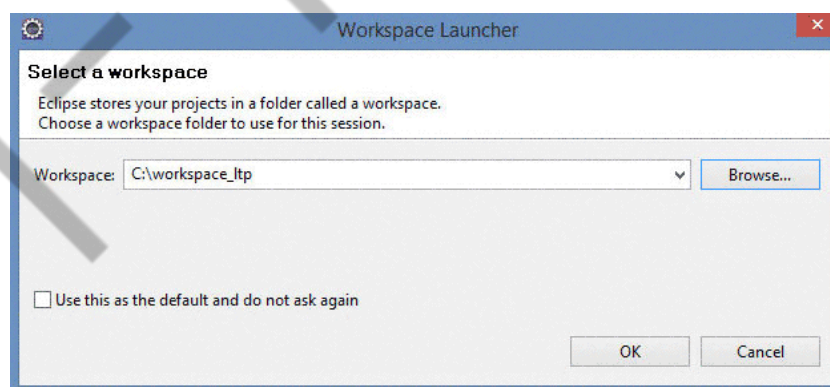 Workspace Launcher
Select a workspace
Eclipse stores your projects in a folder called a workspace.
Choose a workspace folder to use for this session.
Workspace: C:\workspace_ltp Browse...
Use this as the default and do not ask again
OK Cancel